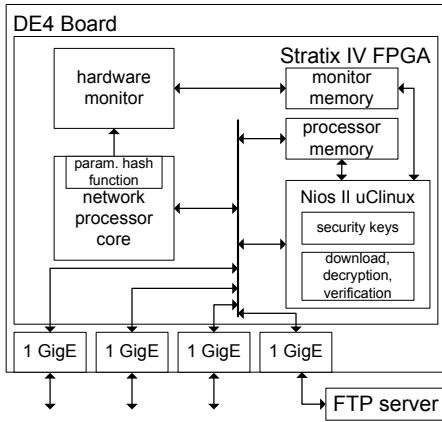 DE4 Board
Stratix IV FPGA
hardware
monitor
monitor
memory
processor
memory
param. hash
function
network
processor
core
Nios II uClinux
security keys
download,
decryption,
verification
1 GigE
1 GigE
1 GigE
1 GigE
FTP server